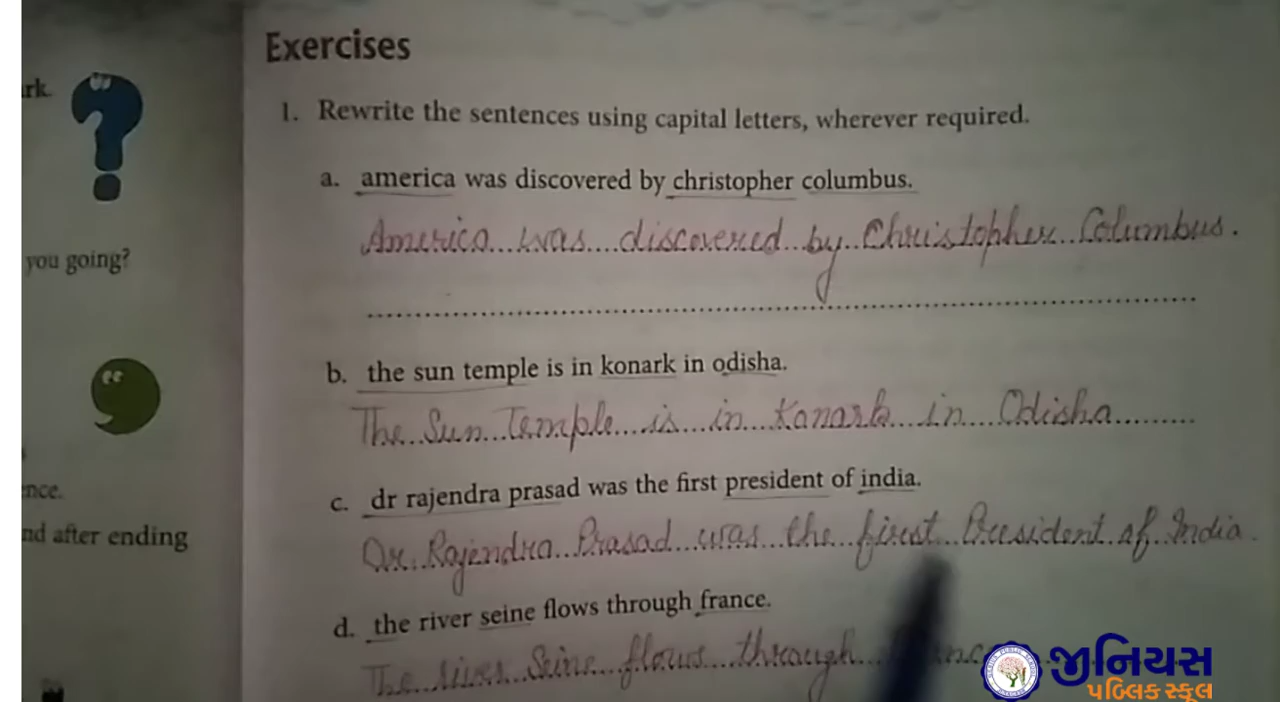 Exercises
rk.
1. Rewrite the sentences using capital letters, wherever required.
a. america was discovered by christopher columbus.
America was discovered by Christopher Columbus.
you going?
b. the sun temple is in konark in odisha.
The Sun Temple is in Konark in Odisha
nce.
c. dr rajendra prasad was the first president of india.
nd after ending
Dr. Rajendra Prasad was the first President of India.
d. the river seine flows through france.
The river Seine flows through
જીનિયસ
પબ્લિક સ્કૂલ